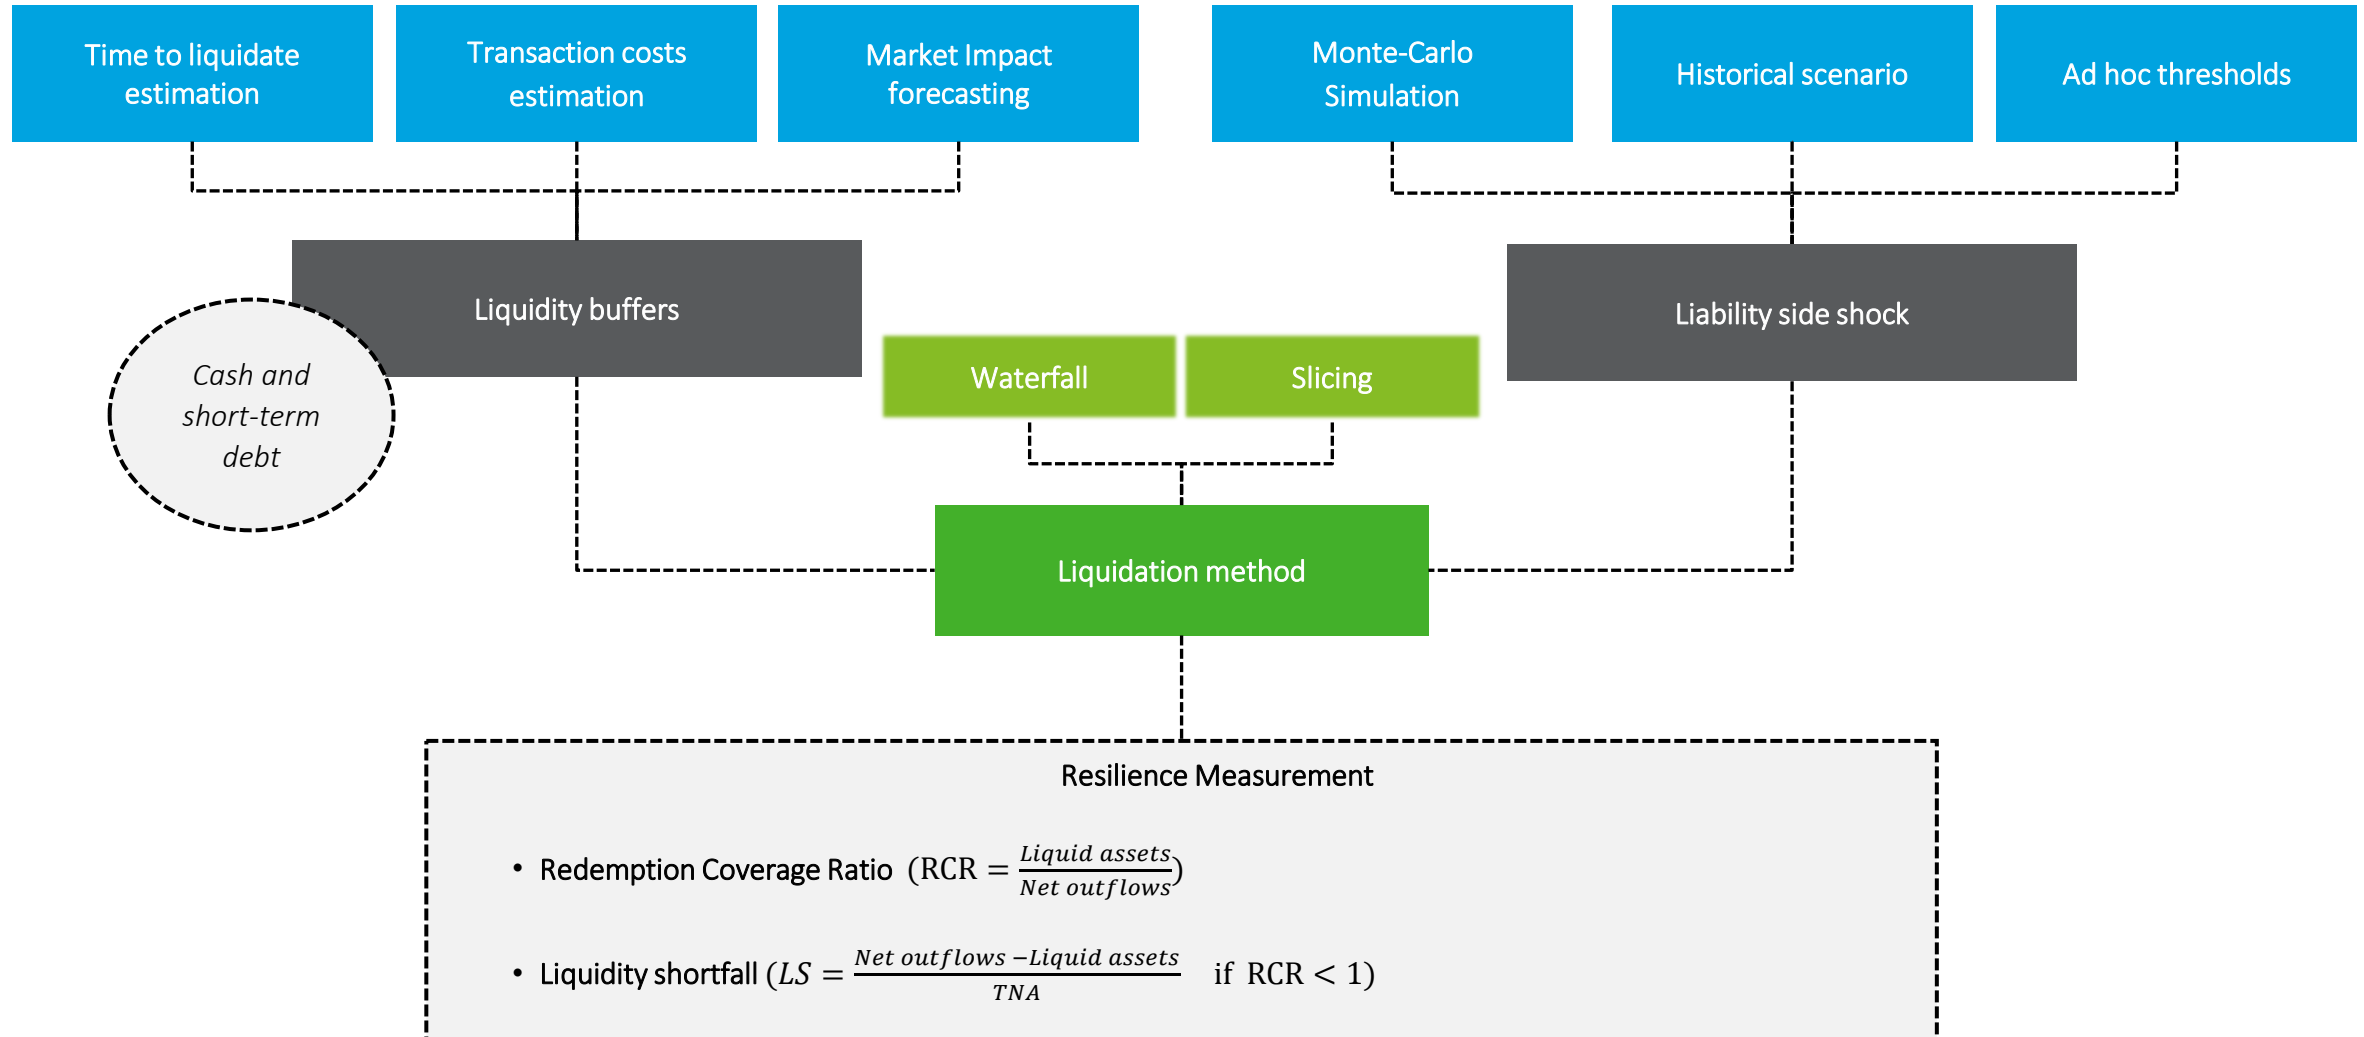 Time to liquidate
estimation
Transaction costs
estimation
Market Impact
forecasting
Monte-Carlo
Simulation
Historical scenario
Ad hoc thresholds
Liquidity buffers
Liability side shock
Cash and
short-term
debt
Waterfall
Slicing
Liquidation method
Resilience Measurement
• Redemption Coverage Ratio (RCR = Liquid assets / Net outflows)
• Liquidity shortfall (LS = Net outflows −Liquid assets / TNA if RCR < 1)